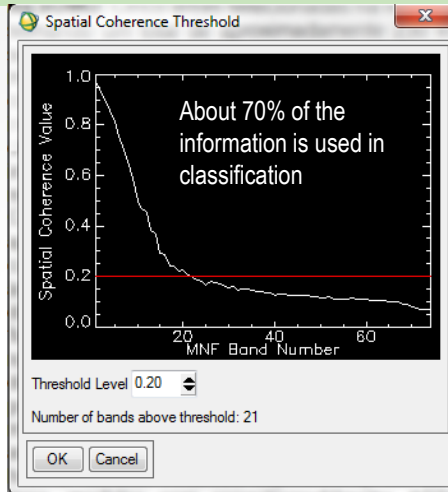 Spatial Coherence Threshold
x
About 70% of the
information is used in
classification
Spatial Coherence Value
1.0
0.8
0.6
0.4
0.2
0.0
20 40 60
MNF Band Number
Threshold Level 0.20
Number of bands above threshold: 21
OK Cancel